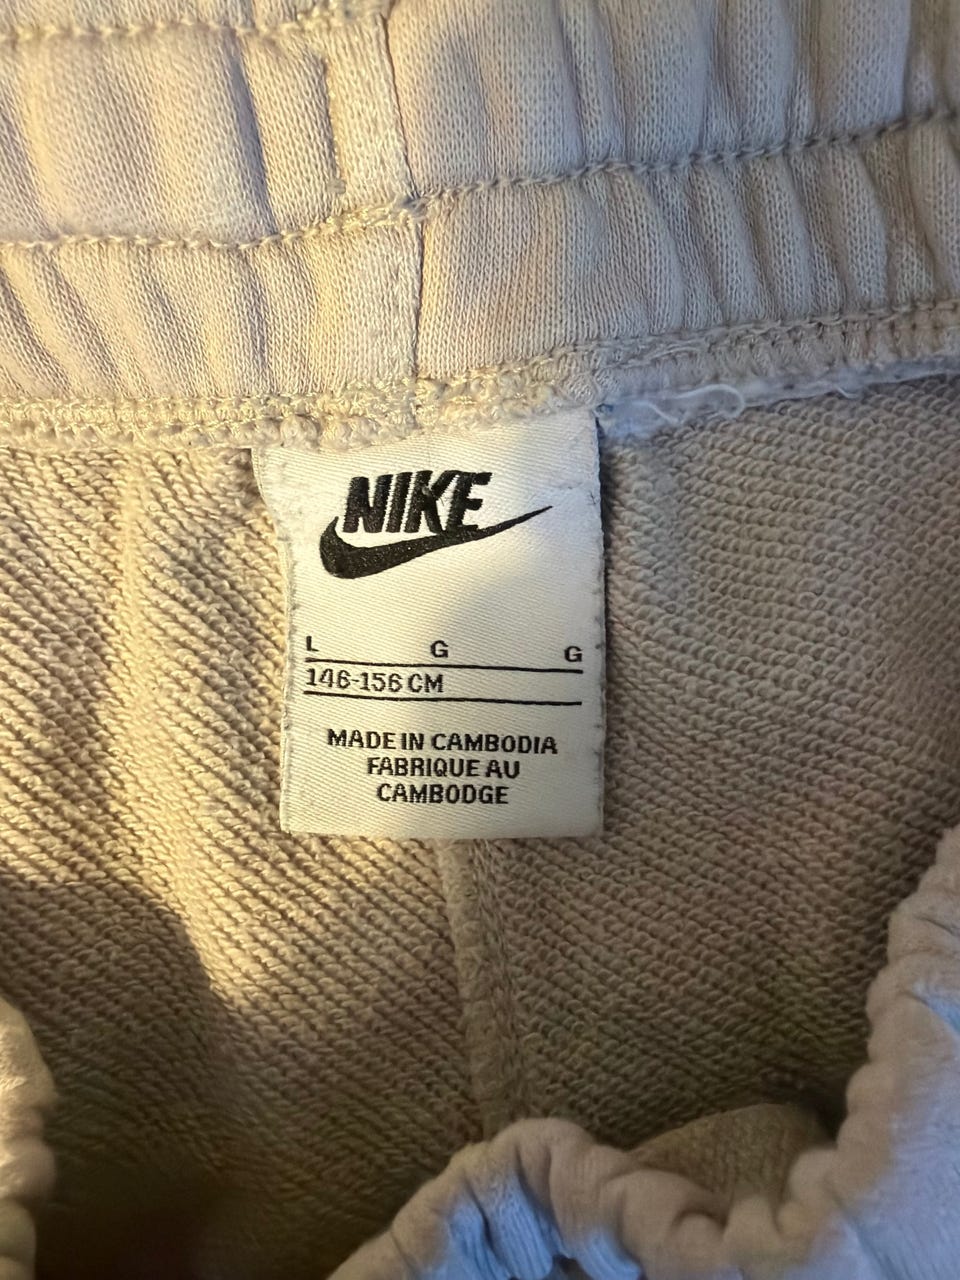 NIKE
L G G
146-156 CM
MADE IN CAMBODIA
FABRIQUE AU
CAMBODGE